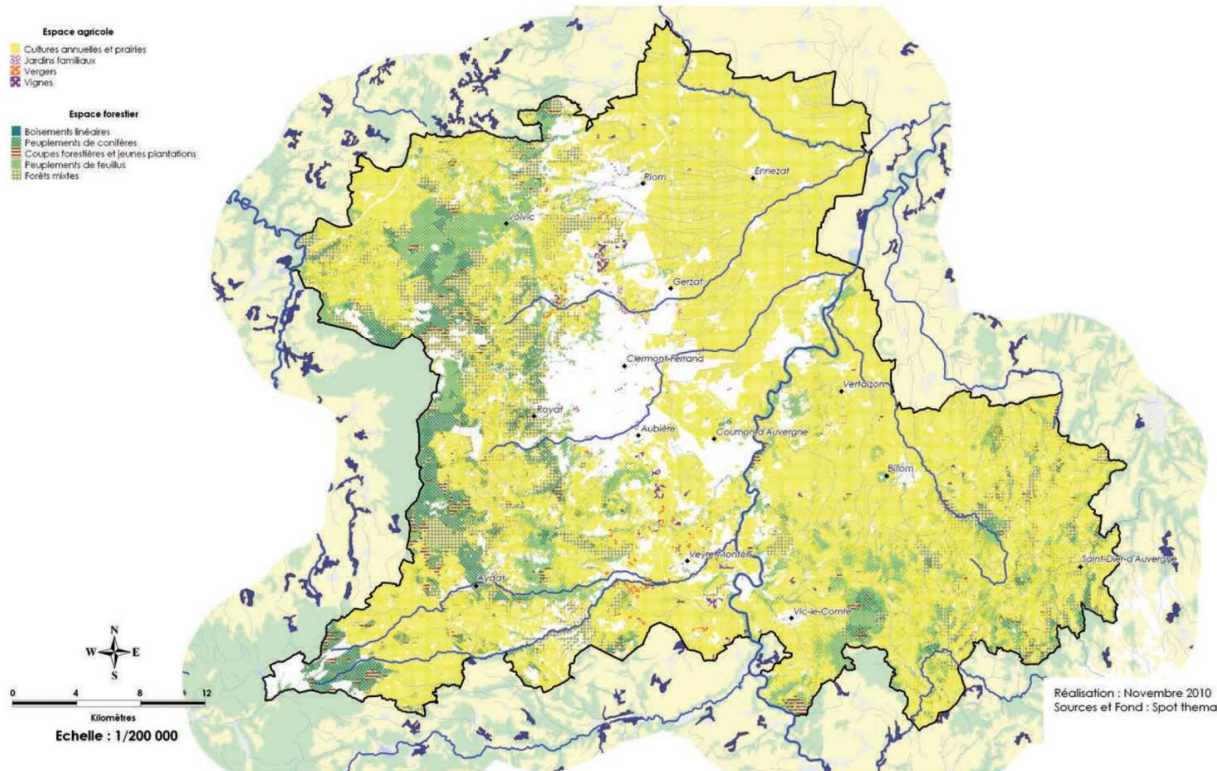 Espace agricole
Cultures annuelles et prairies
Jardins familiaux
Vergers
Vignes
Espace forestier
Boisements linéaires
Peuplements de conifères
Coupes forestières et jeunes plantations
Peuplements de feuillus
Forêts mixtes
Riom
Ennezat
Volvic
Gerzat
Clermont-Ferrand
Vertaizon
Royat
Aubière
Cournon-d'Auvergne
Billom
Veyre-Monton
Saint-Dier-d'Auvergne
Aydat
Vic-le-Comte
N
W E
S
0 4 8 12
Kilomètres
Echelle : 1/200 000
Réalisation : Novembre 2010
Sources et Fond : Spot thema